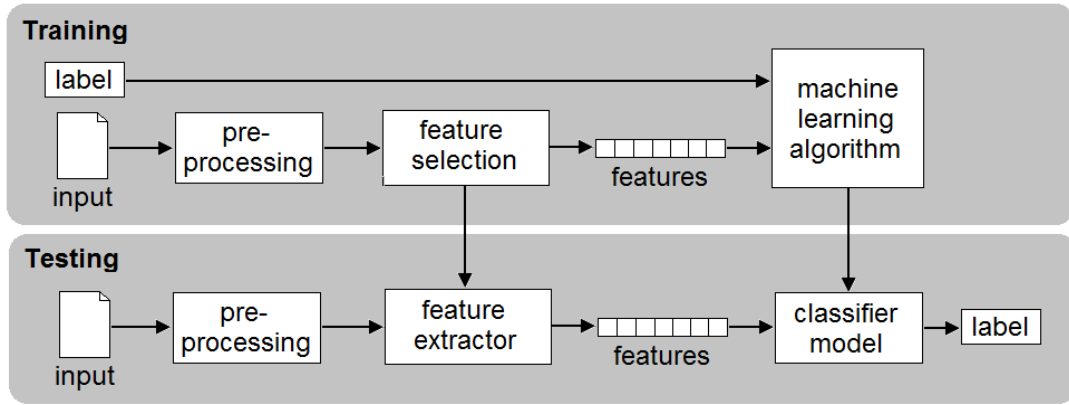 Training
label
input
pre-
processing
feature
selection
features
machine
learning
algorithm
Testing
input
pre-
processing
feature
extractor
features
classifier
model
label